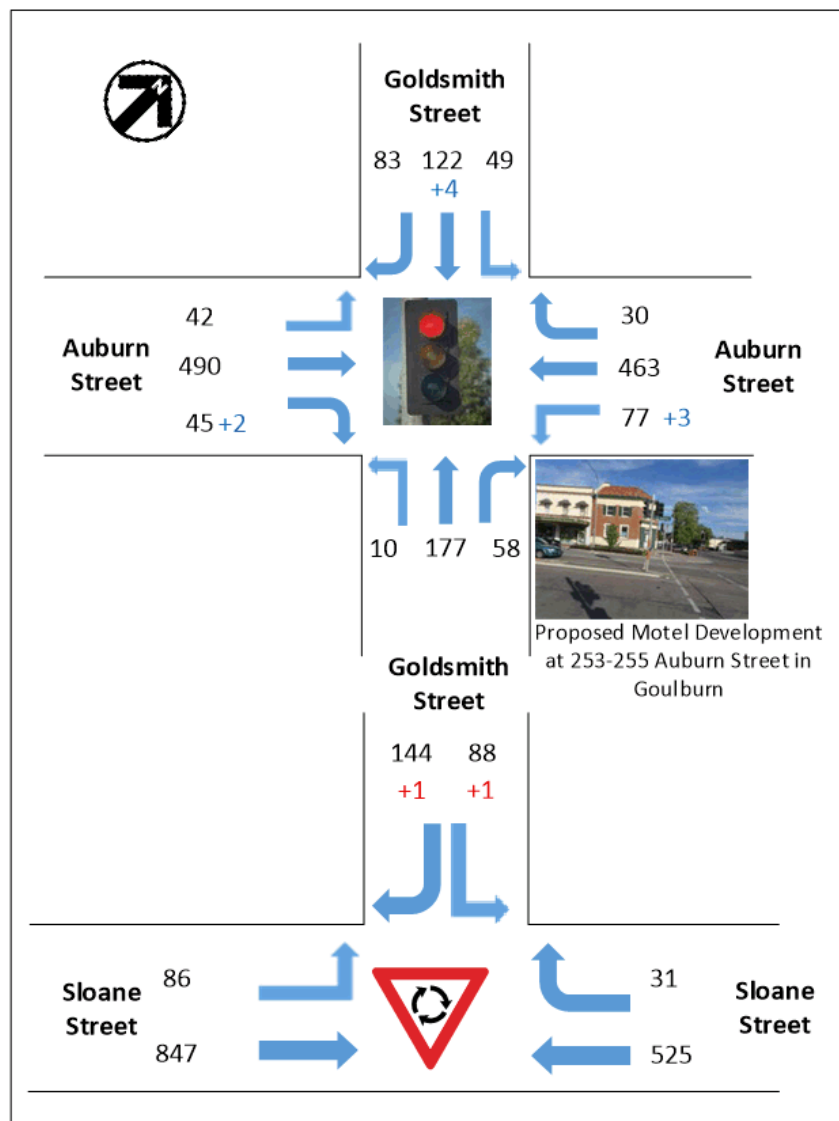 N
Goldsmith
Street
83 122 49
+4
42
30
Auburn
Street
490
463
Auburn
Street
45 +2
77 +3
10 177 58
Proposed Motel Development
at 253-255 Auburn Street in
Goulburn
Goldsmith
Street
144 88
+1 +1
86
31
Sloane
Street
Sloane
Street
847
525